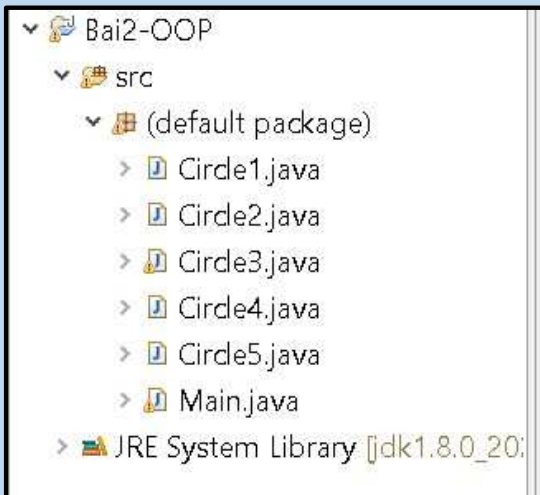 Bai2-OOP
src
(default package)
Circle1.java
Circle2.java
Circle3.java
Circle4.java
Circle5.java
Main.java
JRE System Library [jdk1.8.0_20